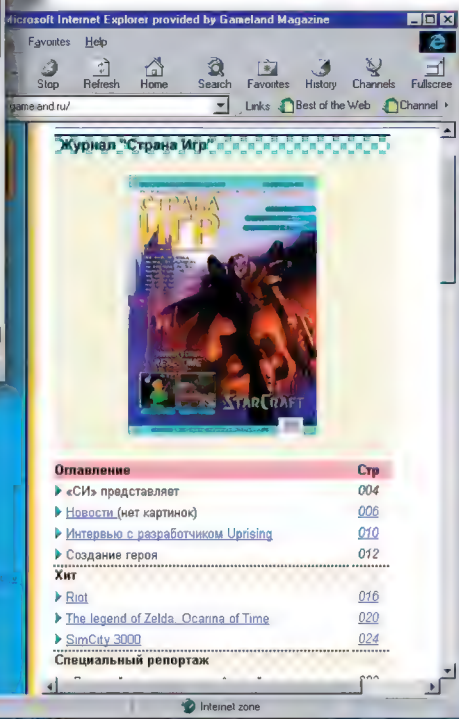 Microsoft Internet Explorer provided by Gameland Magazine
Favorites Help
Stop Refresh Home Search Favorites History Channels Fullscree
gameland.ru/ Links Best of the Web Channel
Журнал "Страна Игр"
СТРАНА
ИГР
STARCRAFT
Оглавление Стр
«СИ» представляет 004
Новости (нет картинок) 006
Интервью с разработчиком Uprising 010
Создание героя 012
Хит
Riot 016
The legend of Zelda. Ocarina of Time 020
SimCity 3000 024
Специальный репортаж
Internet zone